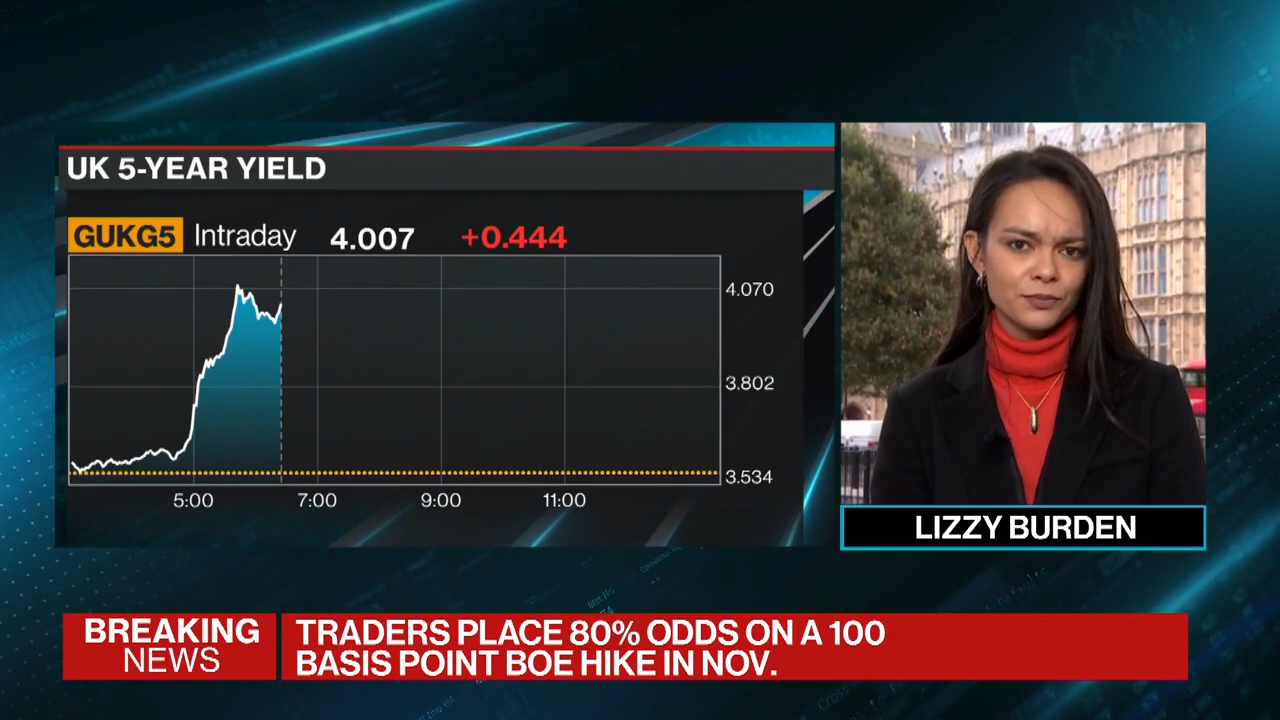 UK 5-YEAR YIELD
GUKG5 Intraday 4.007 +0.444
4.070
3.802
3.534
5:00 7:00 9:00 11:00
LIZZY BURDEN
BREAKING
NEWS
TRADERS PLACE 80% ODDS ON A 100
BASIS POINT BOE HIKE IN NOV.